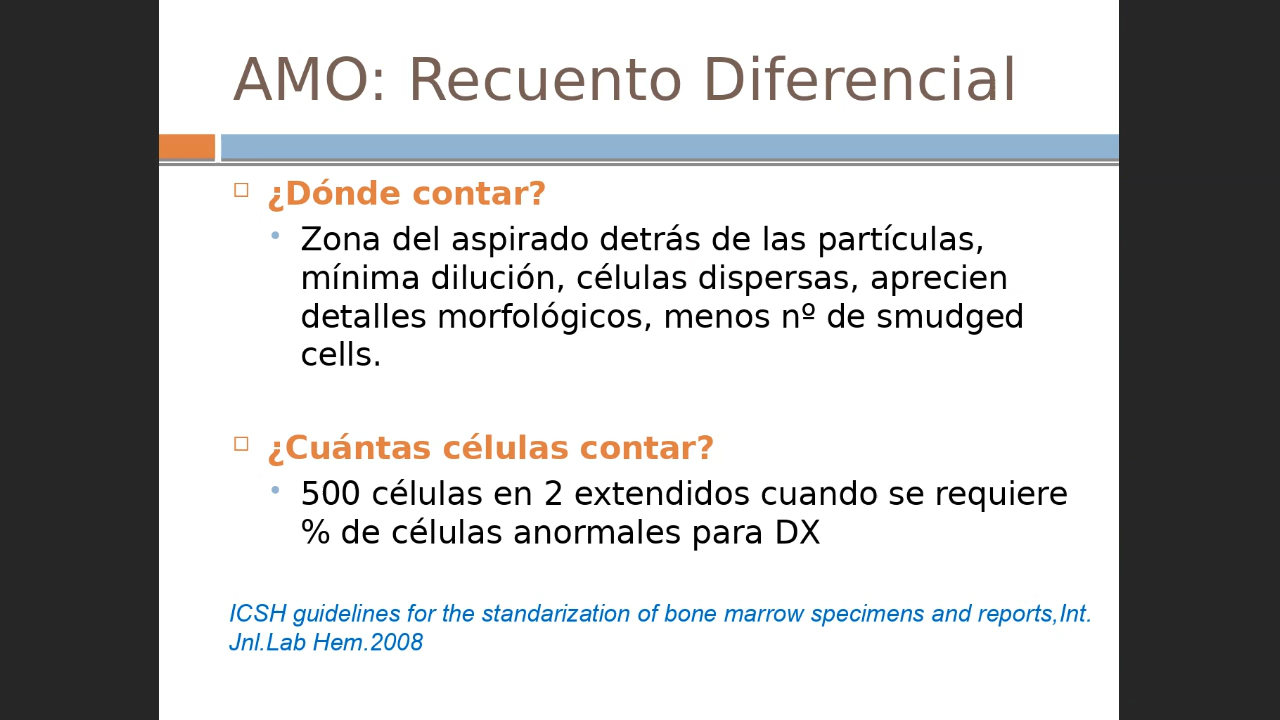 AMO: Recuento Diferencial
¿Dónde contar?
Zona del aspirado detrás de las partículas,
mínima dilución, células dispersas, aprecien
detalles morfológicos, menos nº de smudged
cells.
¿Cuántas células contar?
500 células en 2 extendidos cuando se requiere
% de células anormales para DX
ICSH guidelines for the standarization of bone marrow specimens and reports,Int.
Jnl.Lab Hem.2008